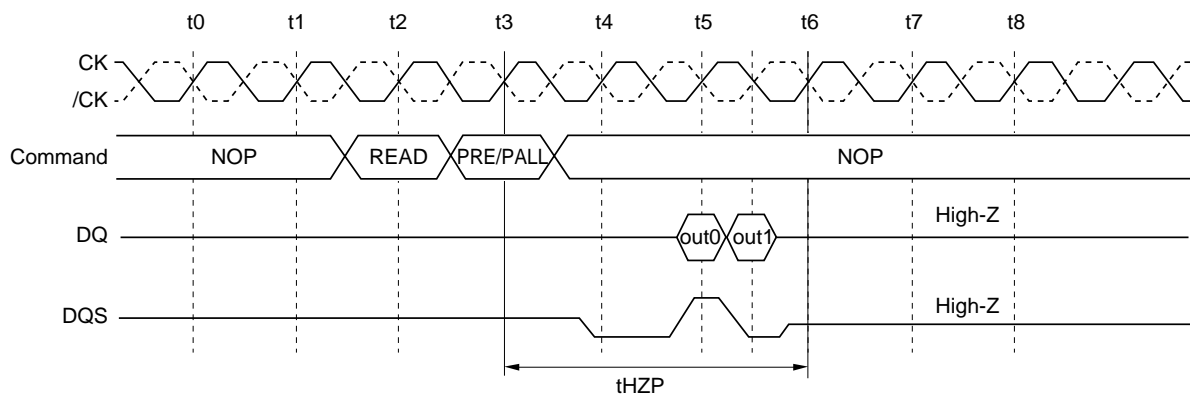 t0 t1 t2 t3 t4 t5 t6 t7 t8
CK
/CK
Command NOP READ PRE/PALL NOP
DQ out0 out1 High-Z
DQS High-Z
tHZP